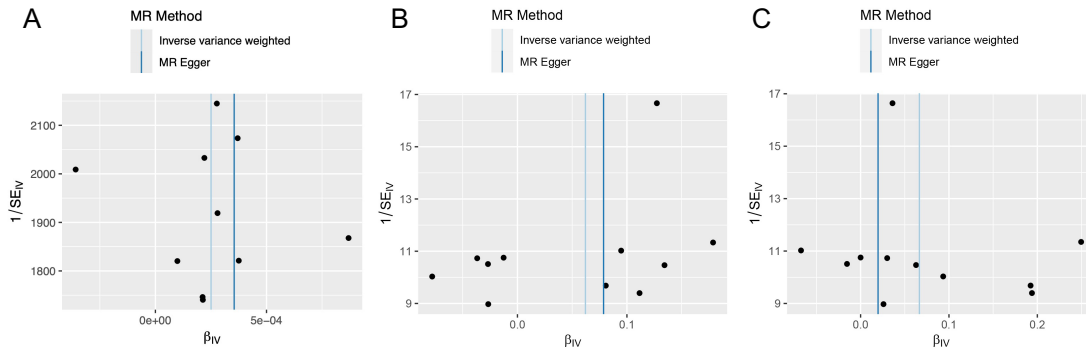 A
MR Method
Inverse variance weighted
MR Egger
2100
2000
1900
1800
1/SE_IV
0e+00
5e−04
β_IV
B
MR Method
Inverse variance weighted
MR Egger
17
15
13
11
9
1/SE_IV
0.0
0.1
β_IV
C
MR Method
Inverse variance weighted
MR Egger
17
15
13
11
9
1/SE_IV
0.0
0.1
0.2
β_IV